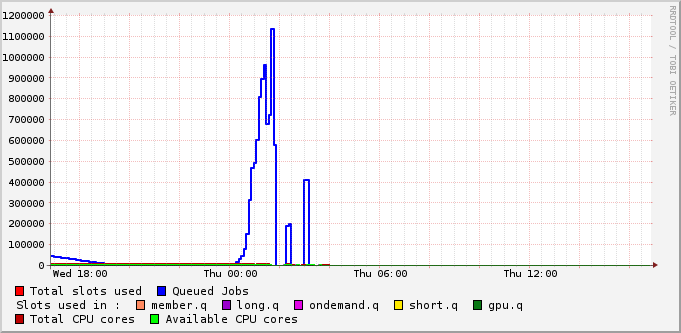 1200000
1100000
1000000
900000
800000
700000
600000
500000
400000
300000
200000
100000
0
Wed 18:00 Thu 00:00 Thu 06:00 Thu 12:00
RRDTOOL / TOBI OETIKER
Total slots used Queued Jobs
Slots used in : member.q long.q ondemand.q short.q gpu.q
Total CPU cores Available CPU cores